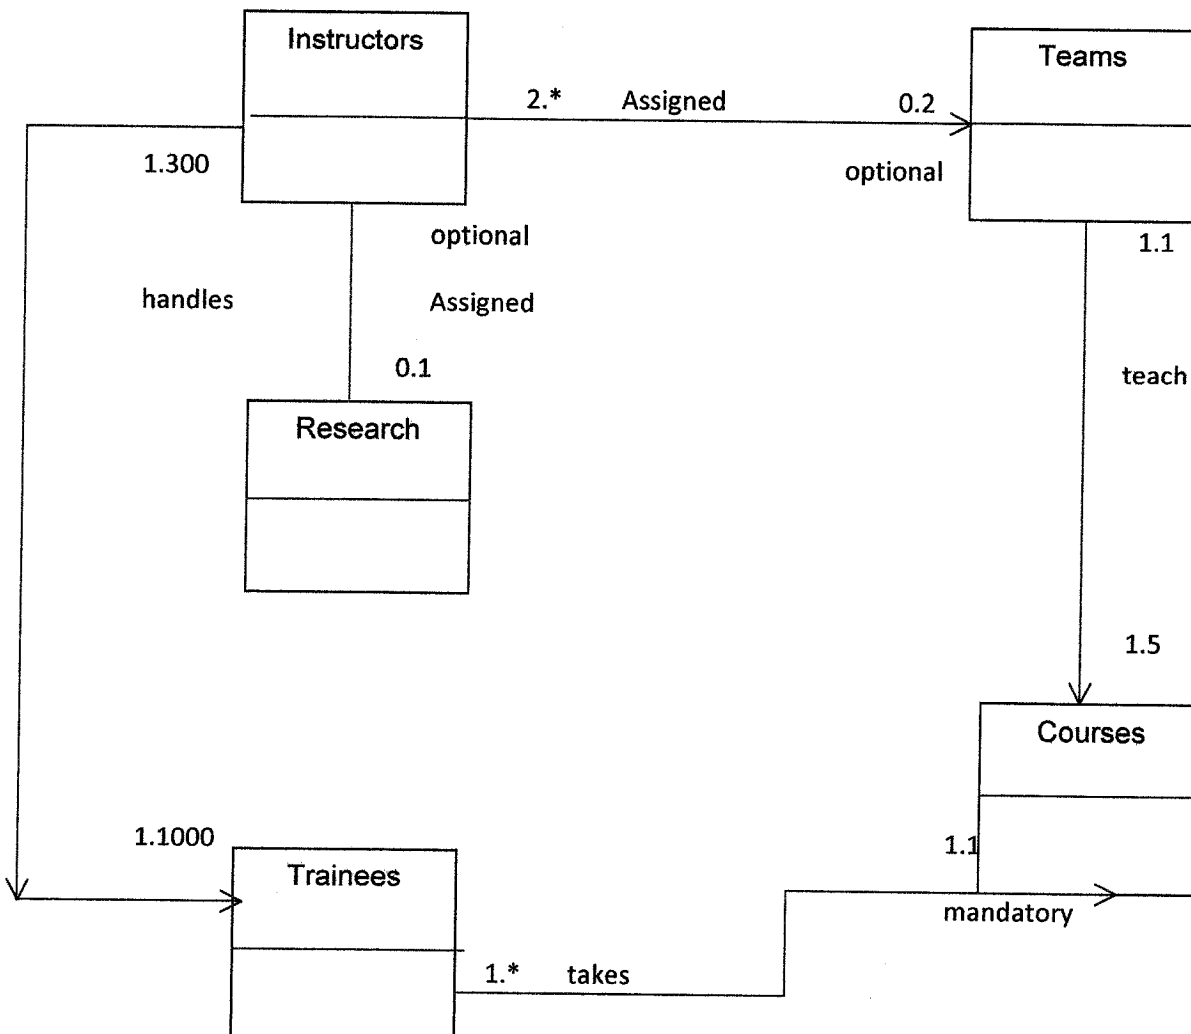 Instructors
Teams
2.* Assigned 0.2
1.300
optional
optional
1.1
handles
Assigned
0.1
teach
Research
1.5
Courses
1.1000
1.1
Trainees
mandatory
1.* takes